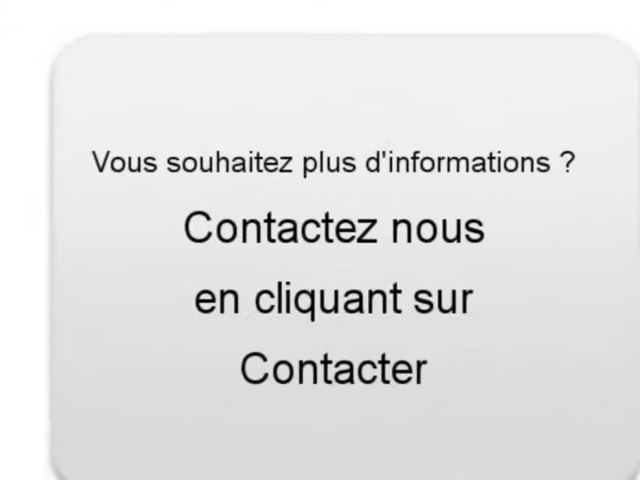 Vous souhaitez plus d'informations ?
Contactez nous
en cliquant sur
Contacter